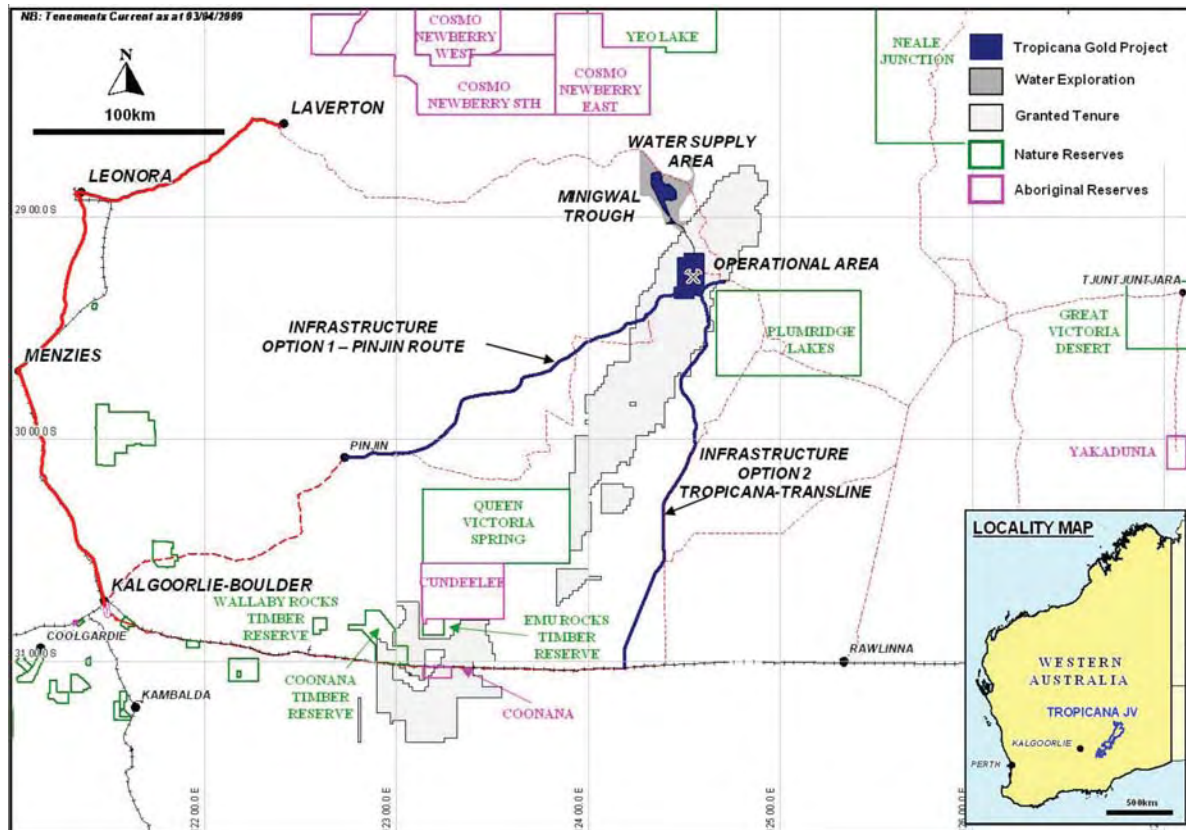 NB: Tenements Current as at 03/04/2009
N
100km
COSMO
NEWBERRY
WEST
YEO LAKE
NEALE
JUNCTION
COSMO
NEWBERRY STH
COSMO
NEWBERRY
EAST
Tropicana Gold Project
Water Exploration
Granted Tenure
Nature Reserves
Aboriginal Reserves
LAVERTON
LEONORA
WATER SUPPLY
AREA
MINIGWAL
TROUGH
29 00.0 S
OPERATIONAL AREA
TJUNTJUNTJARA
INFRASTRUCTURE
OPTION 1 – PINJIN ROUTE
PLUMRIDGE
LAKES
GREAT
VICTORIA
DESERT
MENZIES
30 00.0 S
PINJIN
YAKADUNIA
INFRASTRUCTURE
OPTION 2
TROPICANA-TRANSLINE
QUEEN
VICTORIA
SPRING
KALGOORLIE-BOULDER
CUNDEELEE
WALLABY ROCKS
TIMBER
RESERVE
EMU ROCKS
TIMBER
RESERVE
COOLGARDIE
31 00.0 S
RAWLINNA
COONANA
TIMBER
RESERVE
COONANA
KAMBALDA
22 00.0 E
23 00.0 E
24 00.0 E
25 00.0 E
LOCALITY MAP
WESTERN
AUSTRALIA
TROPICANA JV
KALGOORLIE
PERTH
500km